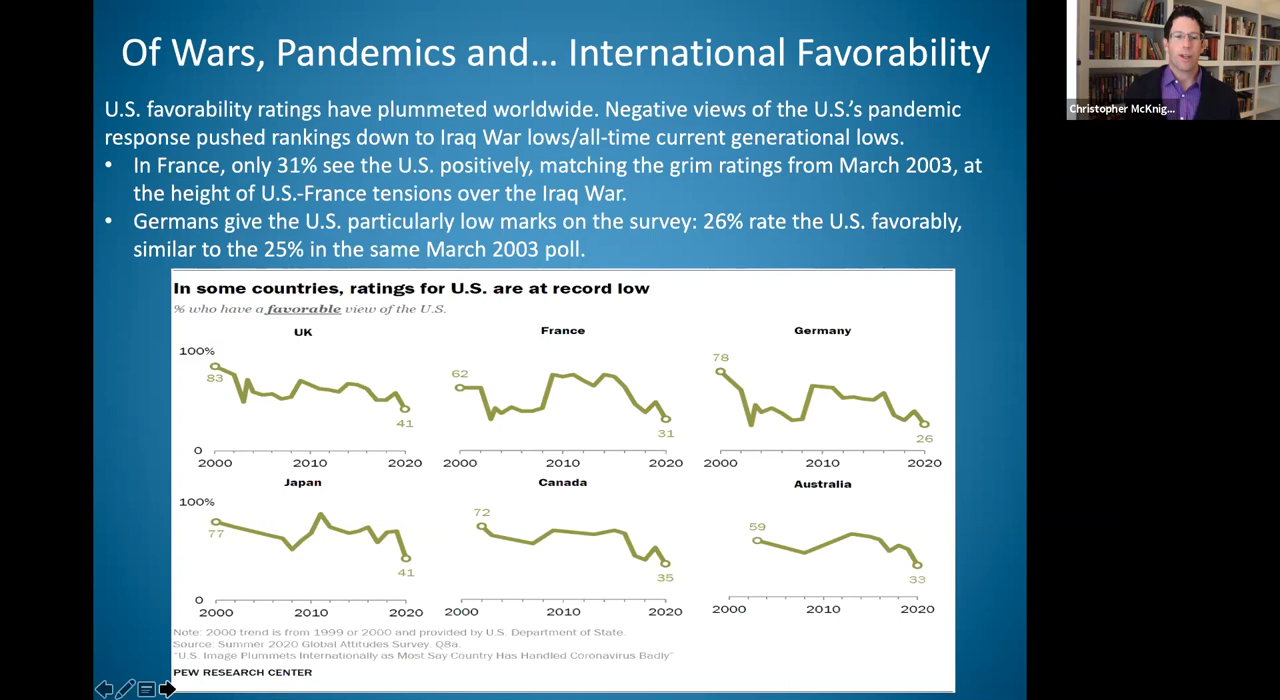 Of Wars, Pandemics and... International Favorability
Christopher McKnig...
U.S. favorability ratings have plummeted worldwide. Negative views of the U.S.'s pandemic
response pushed rankings down to Iraq War lows/all-time current generational lows.
• In France, only 31% see the U.S. positively, matching the grim ratings from March 2003, at
the height of U.S.-France tensions over the Iraq War.
• Germans give the U.S. particularly low marks on the survey: 26% rate the U.S. favorably,
similar to the 25% in the same March 2003 poll.
In some countries, ratings for U.S. are at record low
% who have a favorable view of the U.S.
UK
100%
83
41
0
2000 2010 2020
France
62
31
2000 2010 2020
Germany
78
26
2000 2010 2020
Japan
100%
77
41
0
2000 2010 2020
Canada
72
35
2000 2010 2020
Australia
59
33
2000 2010 2020
Note: 2000 trend is from 1999 or 2000 and provided by U.S. Department of State.
Source: Summer 2020 Global Attitudes Survey. Q8a.
"U.S. Image Plummets Internationally as Most Say Country Has Handled Coronavirus Badly"
PEW RESEARCH CENTER